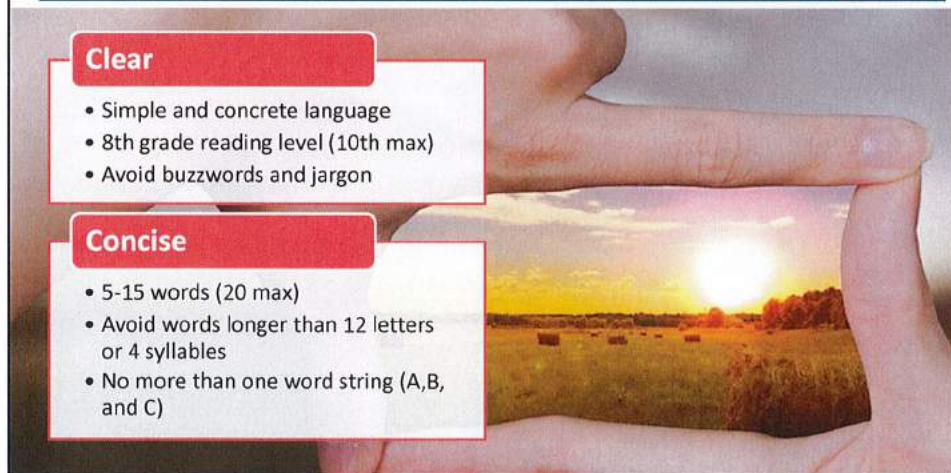 Clear
• Simple and concrete language
• 8th grade reading level (10th max)
• Avoid buzzwords and jargon
Concise
• 5-15 words (20 max)
• Avoid words longer than 12 letters
or 4 syllables
• No more than one word string (A,B,
and C)